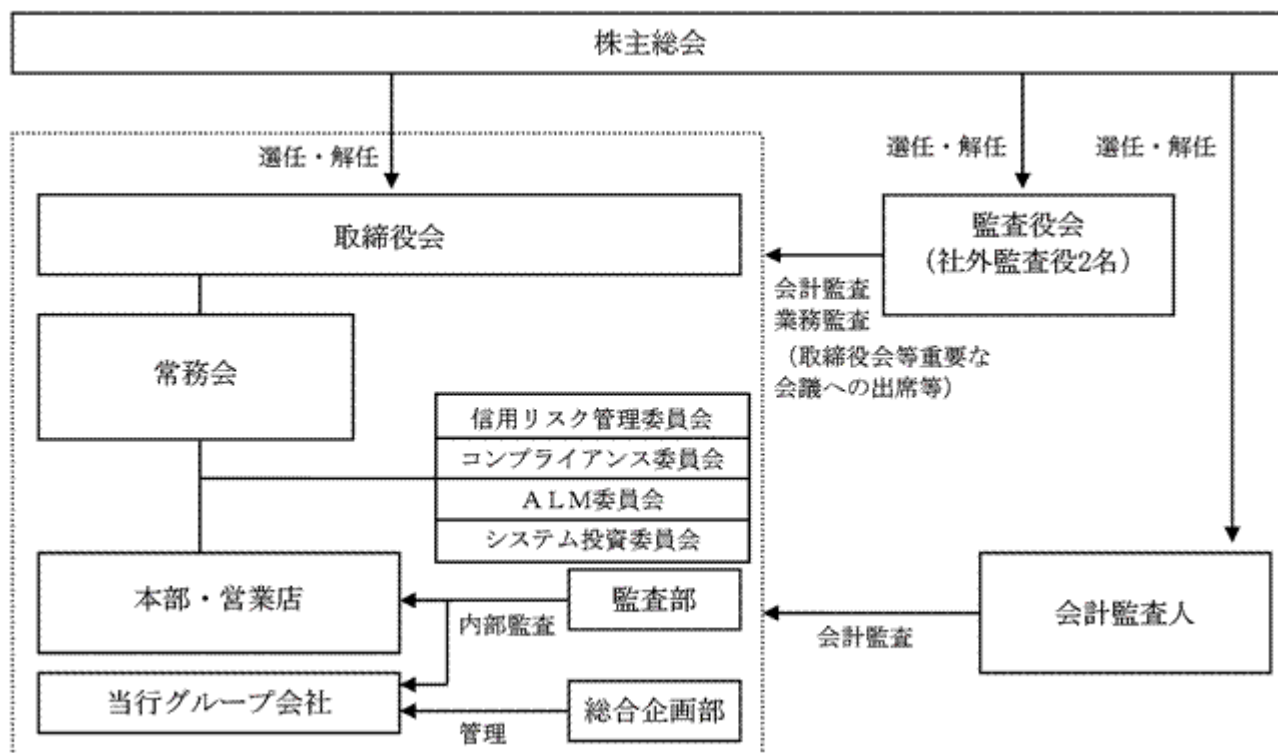 株主総会
選任・解任
選任・解任
選任・解任
取締役会
監査役会
（社外監査役2名）
会計監査
業務監査
（取締役会等重要な
会議への出席等）
常務会
信用リスク管理委員会
コンプライアンス委員会
ＡＬＭ委員会
システム投資委員会
本部・営業店
監査部
内部監査
会計監査人
会計監査
当行グループ会社
総合企画部
管理